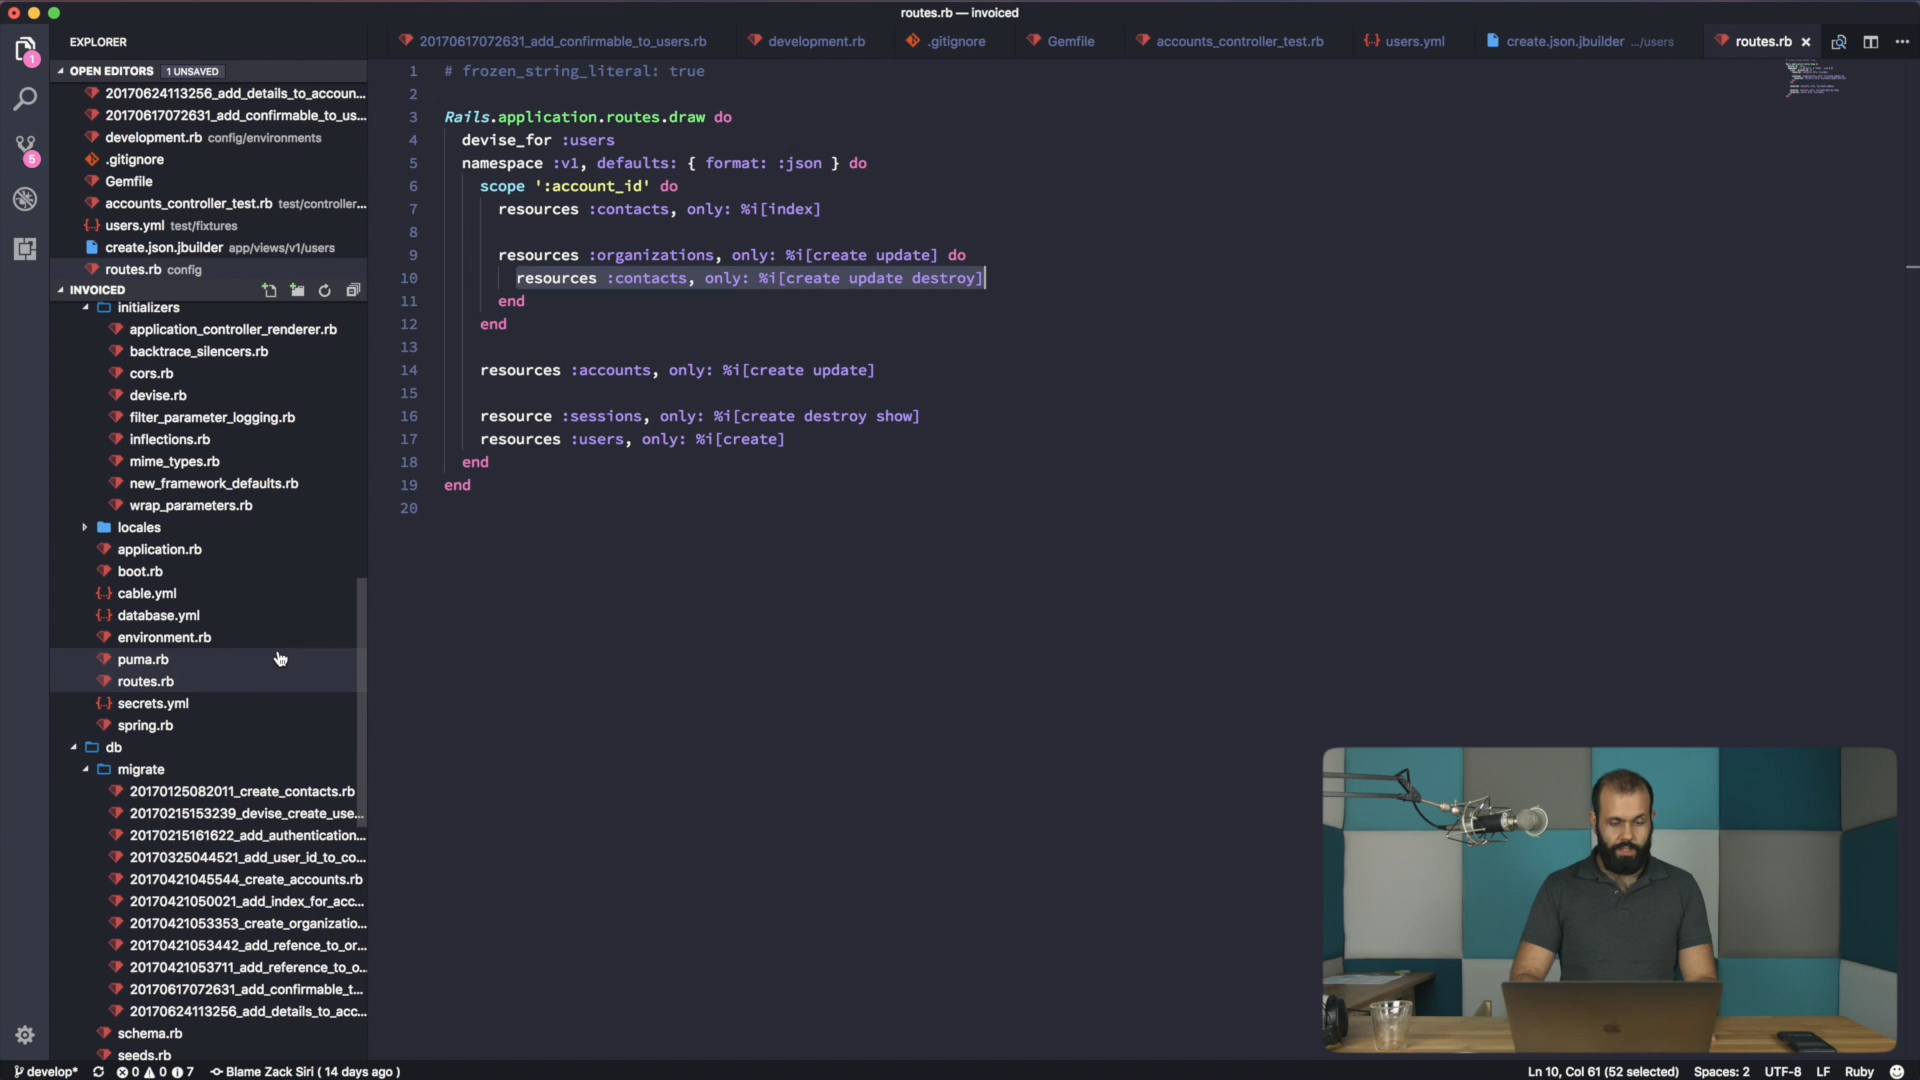 routes.rb — invoiced
EXPLORER
20170617072631_add_confirmable_to_users.rb
development.rb
.gitignore
Gemfile
accounts_controller_test.rb
users.yml
create.json.jbuilder .../users
routes.rb
1
OPEN EDITORS 1 UNSAVED
20170624113256_add_details_to_accoun...
20170617072631_add_confirmable_to_us...
development.rb config/environments
.gitignore
Gemfile
accounts_controller_test.rb test/controller...
users.yml test/fixtures
create.json.jbuilder app/views/v1/users
routes.rb config
5
INVOICED
initializers
application_controller_renderer.rb
backtrace_silencers.rb
cors.rb
devise.rb
filter_parameter_logging.rb
inflections.rb
mime_types.rb
new_framework_defaults.rb
wrap_parameters.rb
locales
application.rb
boot.rb
cable.yml
database.yml
environment.rb
puma.rb
routes.rb
secrets.yml
spring.rb
db
migrate
20170125082011_create_contacts.rb
20170215153239_devise_create_use...
20170215161622_add_authentication...
20170325044521_add_user_id_to_co...
20170421045544_create_accounts.rb
20170421050021_add_index_for_acc...
20170421053353_create_organizatio...
20170421053442_add_refence_to_or...
20170421053711_add_reference_to_o...
20170617072631_add_confirmable_t...
20170624113256_add_details_to_acc...
schema.rb
seeds.rb
1 # frozen_string_literal: true
2
3 Rails.application.routes.draw do
4 devise_for :users
5 namespace :v1, defaults: { format: :json } do
6 scope ':account_id' do
7 resources :contacts, only: %i[index]
8
9 resources :organizations, only: %i[create update] do
10 resources :contacts, only: %i[create update destroy]
11 end
12 end
13
14 resources :accounts, only: %i[create update]
15
16 resource :sessions, only: %i[create destroy show]
17 resources :users, only: %i[create]
18 end
19 end
20
develop* 0 0 7 Blame Zack Siri ( 14 days ago )
Ln 10, Col 61 (52 selected) Spaces: 2 UTF-8 LF Ruby